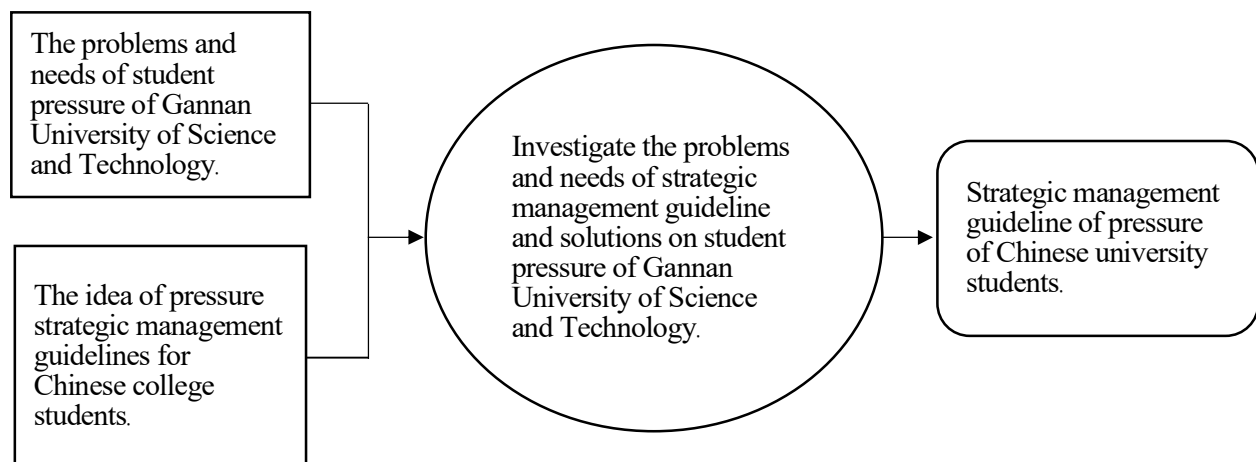 The problems and
needs of student
pressure of Gannan
University of Science
and Technology.
The idea of pressure
strategic management
guidelines for
Chinese college
students.
Investigate the problems
and needs of strategic
management guideline
and solutions on student
pressure of Gannan
University of Science
and Technology.
Strategic management
guideline of pressure
of Chinese university
students.